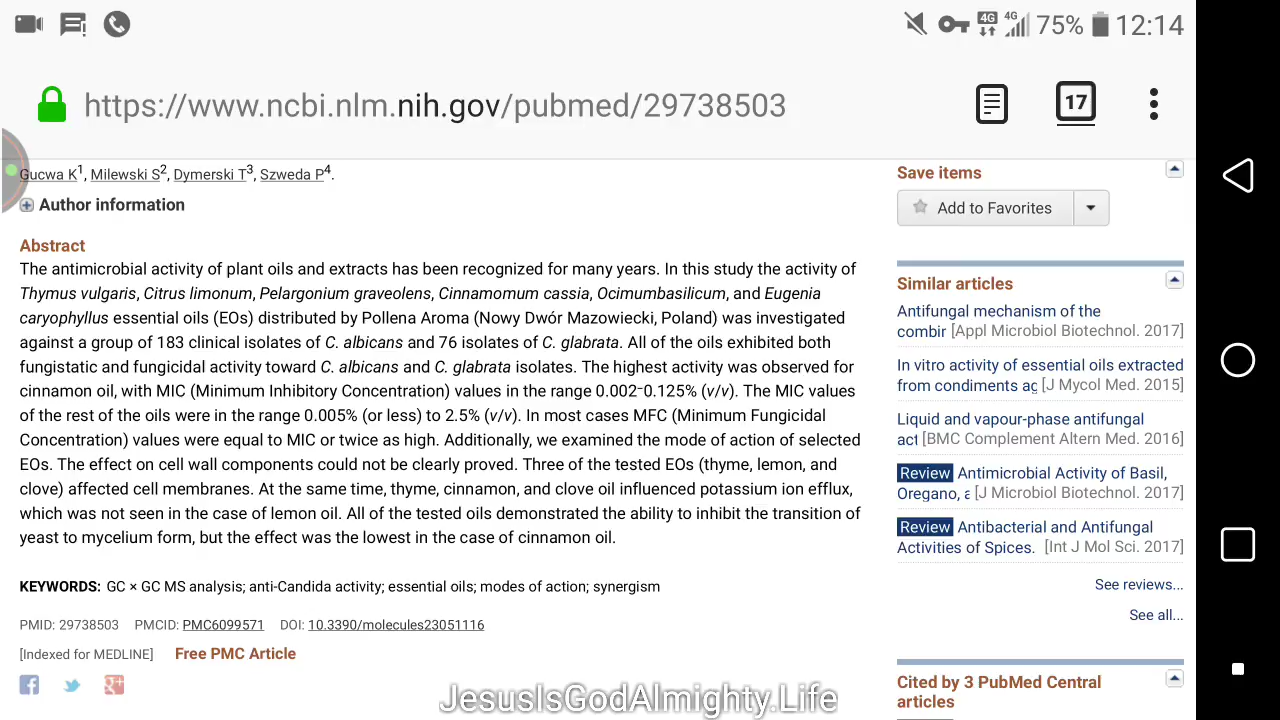 4G 4G 75% 12:14
https://www.ncbi.nlm.nih.gov/pubmed/29738503
17
Gucwa K1, Milewski S2, Dymerski T3, Szweda P4.
Author information
Abstract
The antimicrobial activity of plant oils and extracts has been recognized for many years. In this study the activity of
Thymus vulgaris, Citrus limonum, Pelargonium graveolens, Cinnamomum cassia, Ocimumbasilicum, and Eugenia
caryophyllus essential oils (EOs) distributed by Pollena Aroma (Nowy Dwór Mazowiecki, Poland) was investigated
against a group of 183 clinical isolates of C. albicans and 76 isolates of C. glabrata. All of the oils exhibited both
fungistatic and fungicidal activity toward C. albicans and C. glabrata isolates. The highest activity was observed for
cinnamon oil, with MIC (Minimum Inhibitory Concentration) values in the range 0.002⁻0.125% (v/v). The MIC values
of the rest of the oils were in the range 0.005% (or less) to 2.5% (v/v). In most cases MFC (Minimum Fungicidal
Concentration) values were equal to MIC or twice as high. Additionally, we examined the mode of action of selected
EOs. The effect on cell wall components could not be clearly proved. Three of the tested EOs (thyme, lemon, and
clove) affected cell membranes. At the same time, thyme, cinnamon, and clove oil influenced potassium ion efflux,
which was not seen in the case of lemon oil. All of the tested oils demonstrated the ability to inhibit the transition of
yeast to mycelium form, but the effect was the lowest in the case of cinnamon oil.
KEYWORDS: GC × GC MS analysis; anti-Candida activity; essential oils; modes of action; synergism
PMID: 29738503 PMCID: PMC6099571 DOI: 10.3390/molecules23051116
[Indexed for MEDLINE] Free PMC Article
Save items
Add to Favorites
Similar articles
Antifungal mechanism of the
combir [Appl Microbiol Biotechnol. 2017]
In vitro activity of essential oils extracted
from condiments ag [J Mycol Med. 2015]
Liquid and vapour-phase antifungal
act [BMC Complement Altern Med. 2016]
Review Antimicrobial Activity of Basil,
Oregano, a [J Microbiol Biotechnol. 2017]
Review Antibacterial and Antifungal
Activities of Spices. [Int J Mol Sci. 2017]
See reviews...
See all...
Cited by 3 PubMed Central
articles
JesusIsGodAlmighty.Life